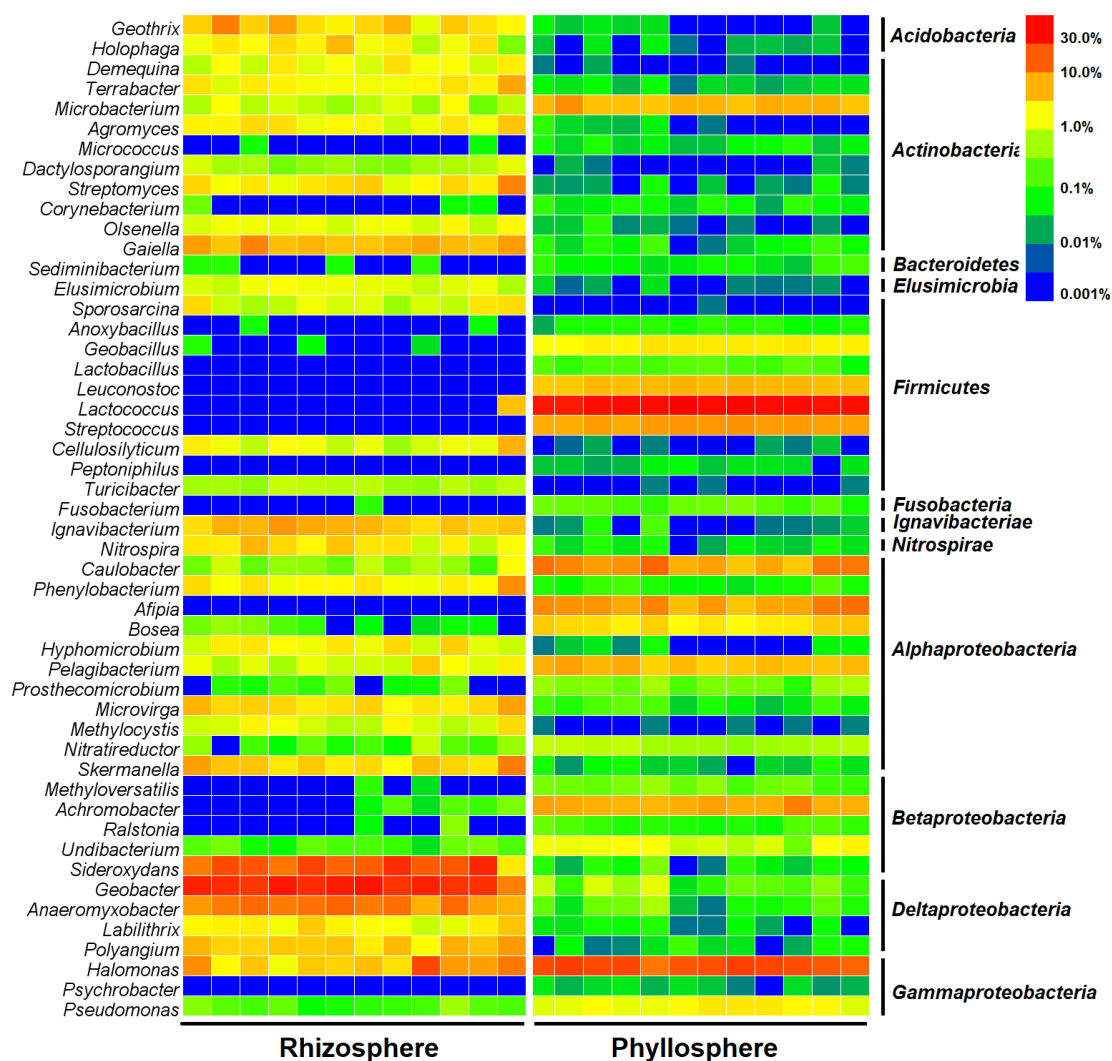 Geothrix
Holophaga
Demequina
Terrabacter
Microbacterium
Agromyces
Micrococcus
Dactylosporangium
Streptomyces
Corynebacterium
Olsenella
Gaiella
Sediminibacterium
Elusimicrobium
Sporosarcina
Anoxybacillus
Geobacillus
Lactobacillus
Leuconostoc
Lactococcus
Streptococcus
Cellulosilyticum
Peptoniphilus
Turicibacter
Fusobacterium
Ignavibacterium
Nitrospira
Caulobacter
Phenylobacterium
Afipia
Bosea
Hyphomicrobium
Pelagibacterium
Prosthecomicrobium
Microvirga
Methylocystis
Nitratireductor
Skermanella
Methyloversatilis
Achromobacter
Ralstonia
Undibacterium
Sideroxydans
Geobacter
Anaeromyxobacter
Labilithrix
Polyangium
Halomonas
Psychrobacter
Pseudomonas
Rhizosphere
Phyllosphere
Acidobacteria
Actinobacteria
Bacteroidetes
Elusimicrobia
Firmicutes
Fusobacteria
Ignavibacteriae
Nitrospirae
Alphaproteobacteria
Betaproteobacteria
Deltaproteobacteria
Gammaproteobacteria
30.0%
10.0%
1.0%
0.1%
0.01%
0.001%